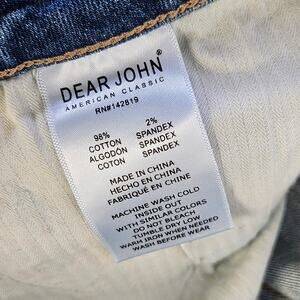 DEAR JOHN®
AMERICAN CLASSIC
RN#142819
98% 2%
COTTON SPANDEX
ALGODÓN SPANDEX
COTON SPANDEX
MADE IN CHINA
HECHO EN CHINA
FABRIQUÉ EN CHINE
MACHINE WASH COLD
INSIDE OUT
WITH SIMILAR COLORS
DO NOT BLEACH
TUMBLE DRY LOW
WARM IRON WHEN NEEDED
WASH BEFORE WEAR